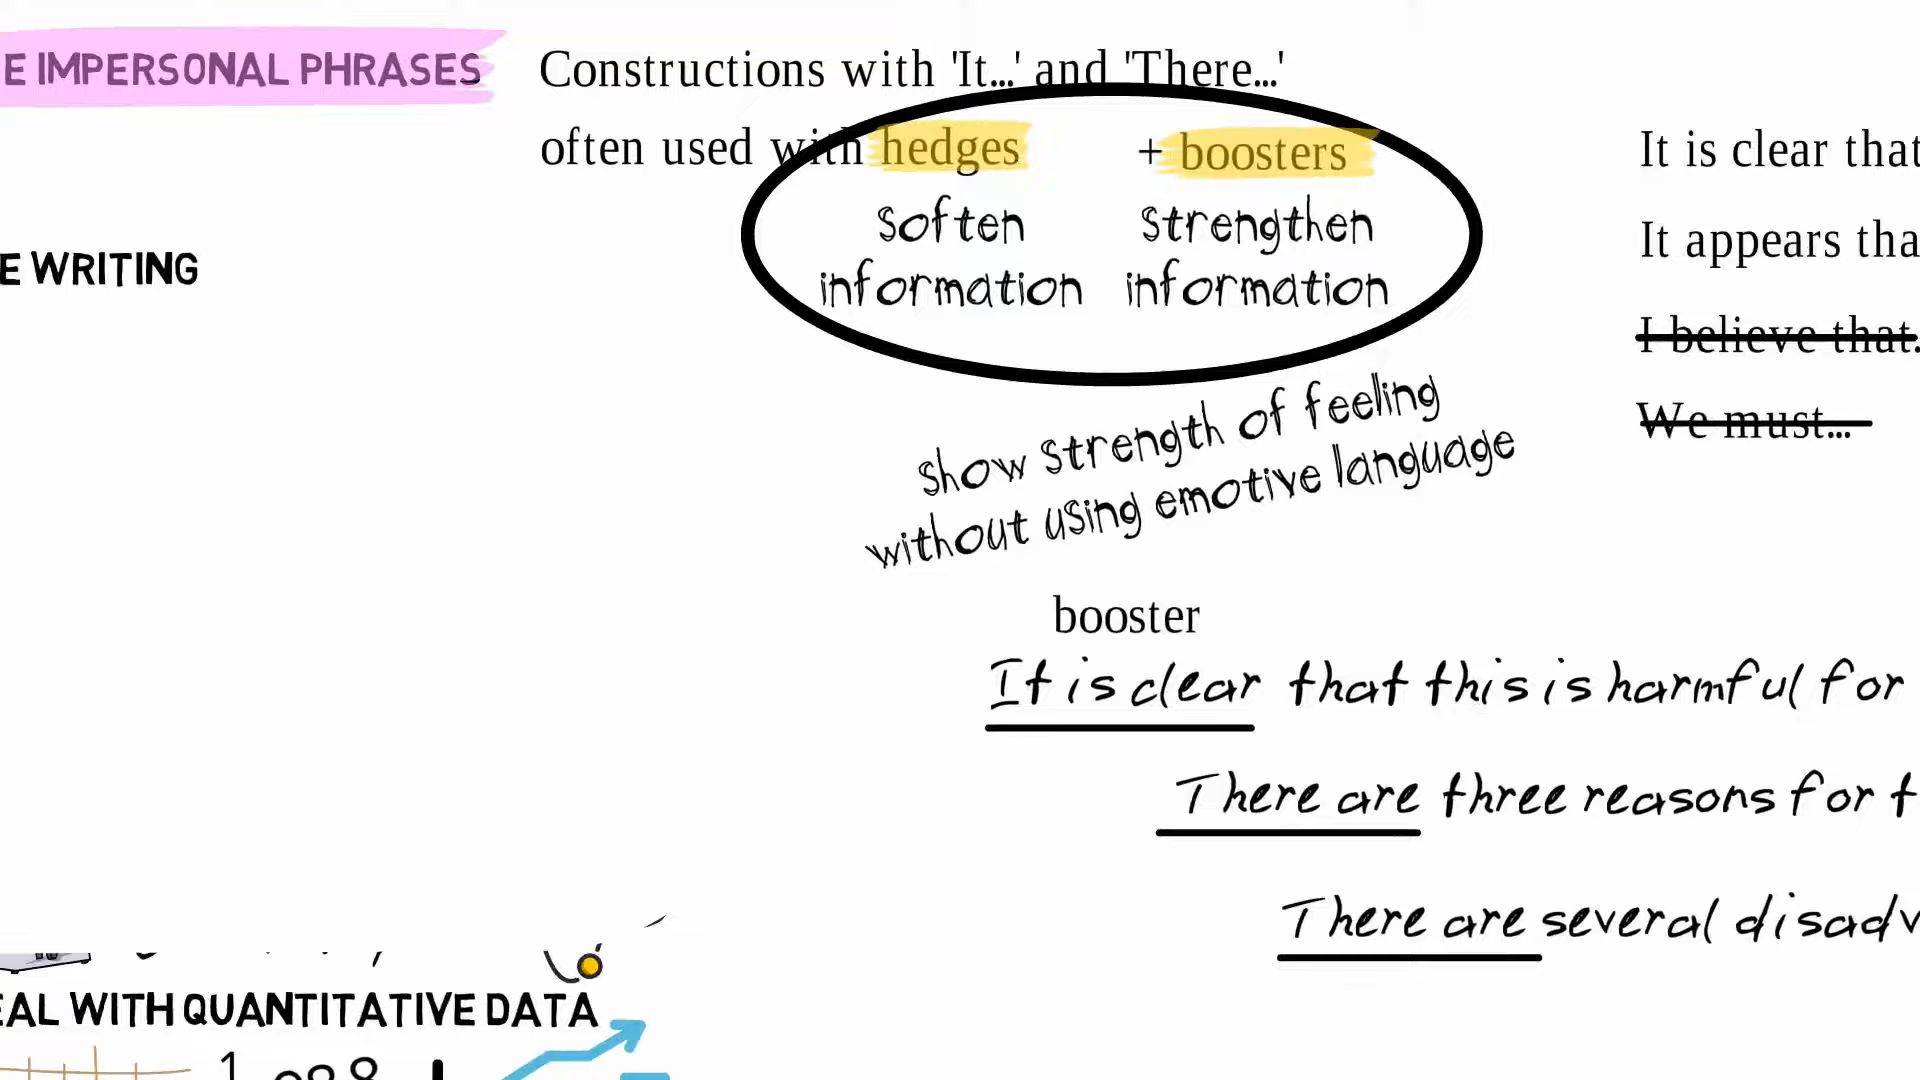 E IMPERSONAL PHRASES
Constructions with 'It...' and 'There...'
often used with hedges + boosters
soften strengthen
information information
It is clear that
It appears tha
I believe that.
We must...
E WRITING
show strength of feeling
without using emotive language
booster
It is clear that this is harmful for
There are three reasons for t
There are several disadv
EAL WITH QUANTITATIVE DATA